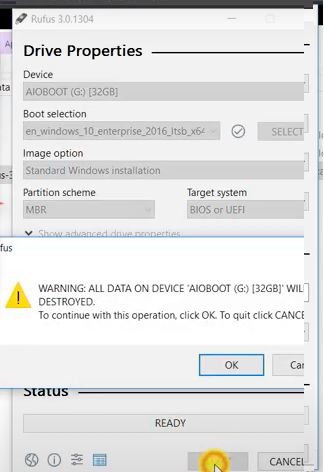 Rufus 3.0.1304
Drive Properties
Device
AIOBOOT (G:) [32GB]
Boot selection
en_windows_10_enterprise_2016_ltsb_x64
SELECT
Image option
Standard Windows installation
Partition scheme
Target system
MBR
BIOS or UEFI
Show advanced drive properties
fus
WARNING: ALL DATA ON DEVICE 'AIOBOOT (G:) [32GB]' WIL
DESTROYED.
To continue with this operation, click OK. To quit click CANCE
OK
Can
Status
READY
CANCEL